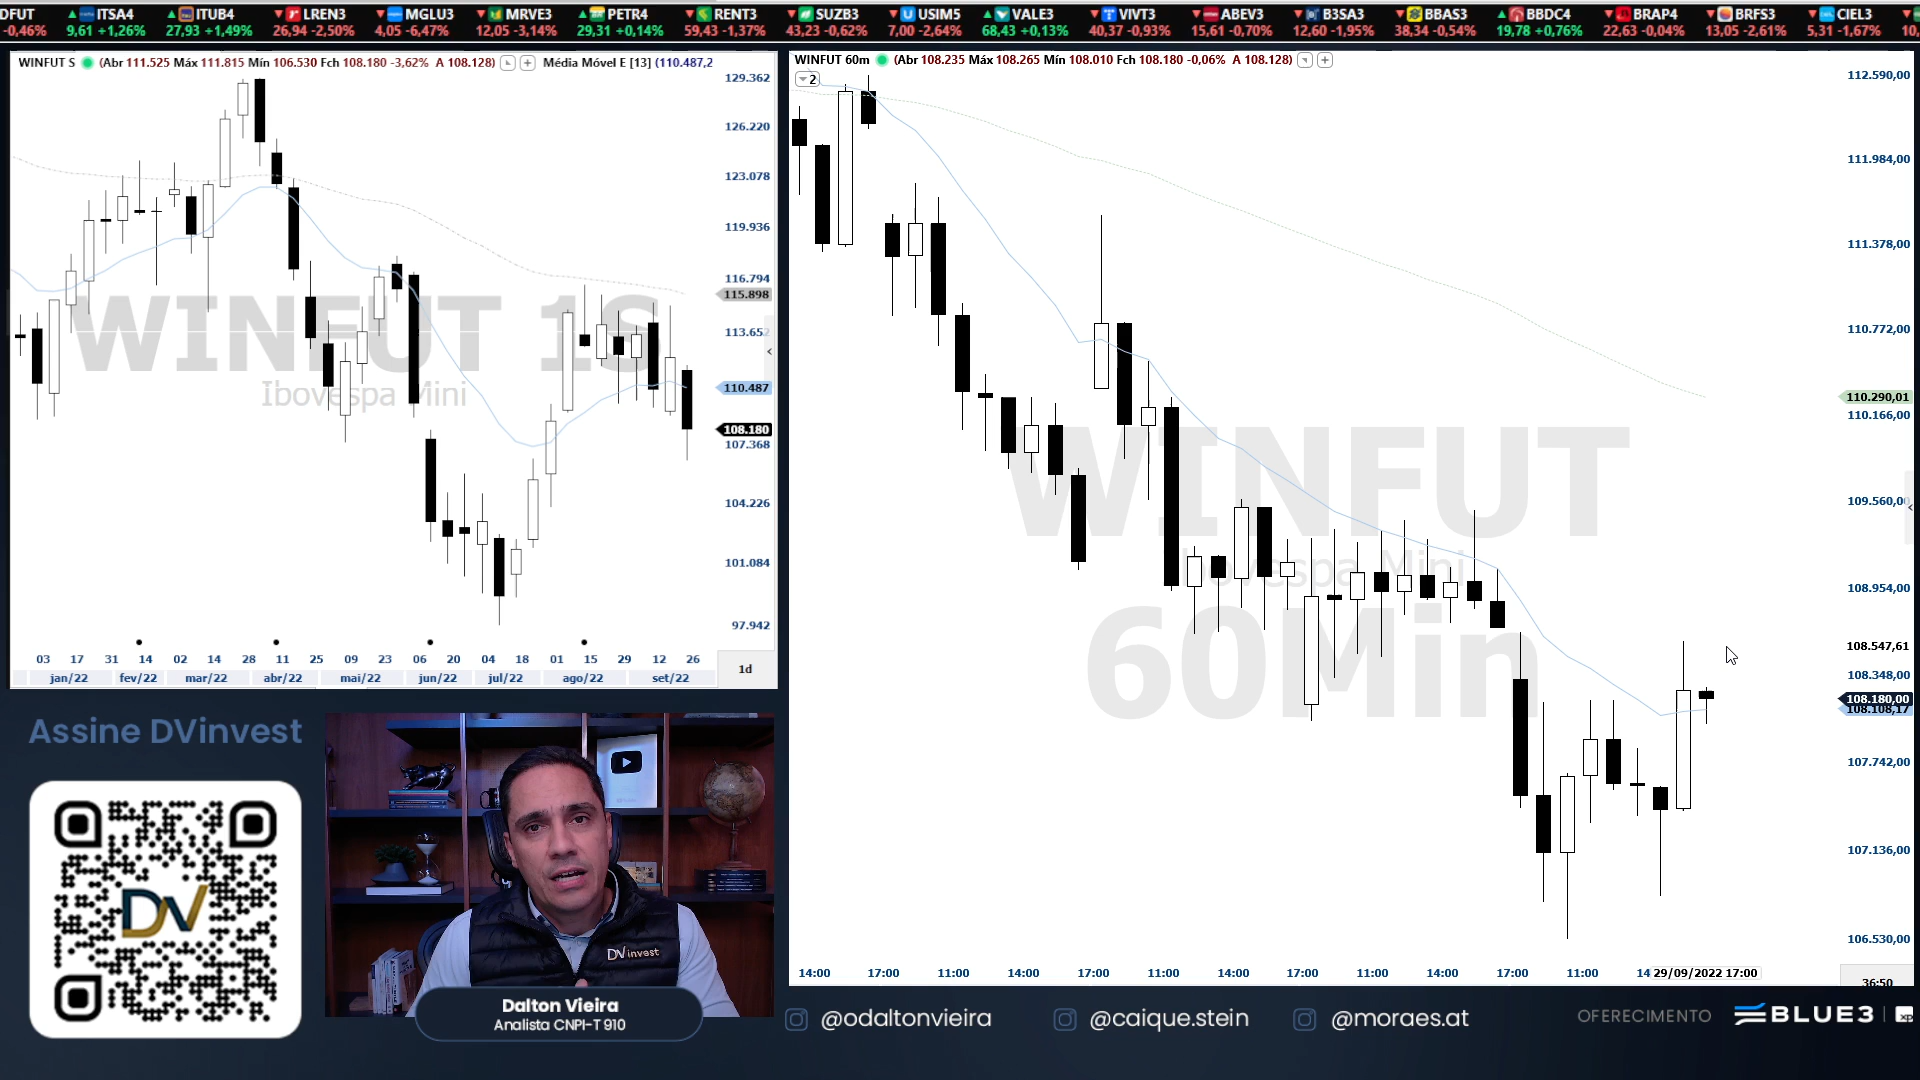 DFUT ITSA4 ITUB4 LREN3 MGLU3 MRVE3 PETR4 RENT3 SUZB3 USIM5 VALE3 VIVT3 ABEV3 B3SA3 BBAS3 BBDC4 BRAP4 BRFS3 CIEL3
-0,46% 9,61 +1,26% 27,93 +1,49% 26,94 -2,50% 4,05 -6,47% 12,05 -3,14% 29,31 +0,14% 59,43 -1,37% 43,23 -0,62% 7,00 -2,64% 68,43 +0,13% 40,37 -0,93% 15,61 -0,70% 12,60 -1,95% 38,34 -0,54% 19,78 +0,76% 22,63 -0,04% 13,05 -2,61% 5,31 -1,67% 10,
WINFUT S (Abr 111.525 Máx 111.815 Mín 106.530 Fch 108.180 -3,62% A 108.128) Média Móvel E [13] (110.487,2
129.362
126.220
123.078
119.936
116.794
115.898
113.652
110.487
108.180
107.368
104.226
101.084
97.942
WINFUT 1S
Ibovespa Mini
03 17 31 14 02 14 28 11 25 09 23 06 20 04 18 01 15 29 12 26
jan/22 fev/22 mar/22 abr/22 mai/22 jun/22 jul/22 ago/22 set/22
1d
WINFUT 60m (Abr 108.235 Máx 108.265 Mín 108.010 Fch 108.180 -0,06% A 108.128)
2
112.590,00
111.984,00
111.378,00
110.772,00
110.290,01
110.166,00
109.560,00
108.954,00
108.547,61
108.348,00
108.180,00
108.108,17
107.742,00
107.136,00
106.530,00
WINFUT
Ibovespa Mini
60Min
14:00 17:00 11:00 14:00 17:00 11:00 14:00 17:00 11:00 14:00 17:00 11:00 14 29/09/2022 17:00
36:50
Assine DVinvest
DV
DVinvest
Dalton Vieira
Analista CNPI-T 910
@odaltonvieira
@caique.stein
@moraes.at
OFERECIMENTO
BLUE3
xp